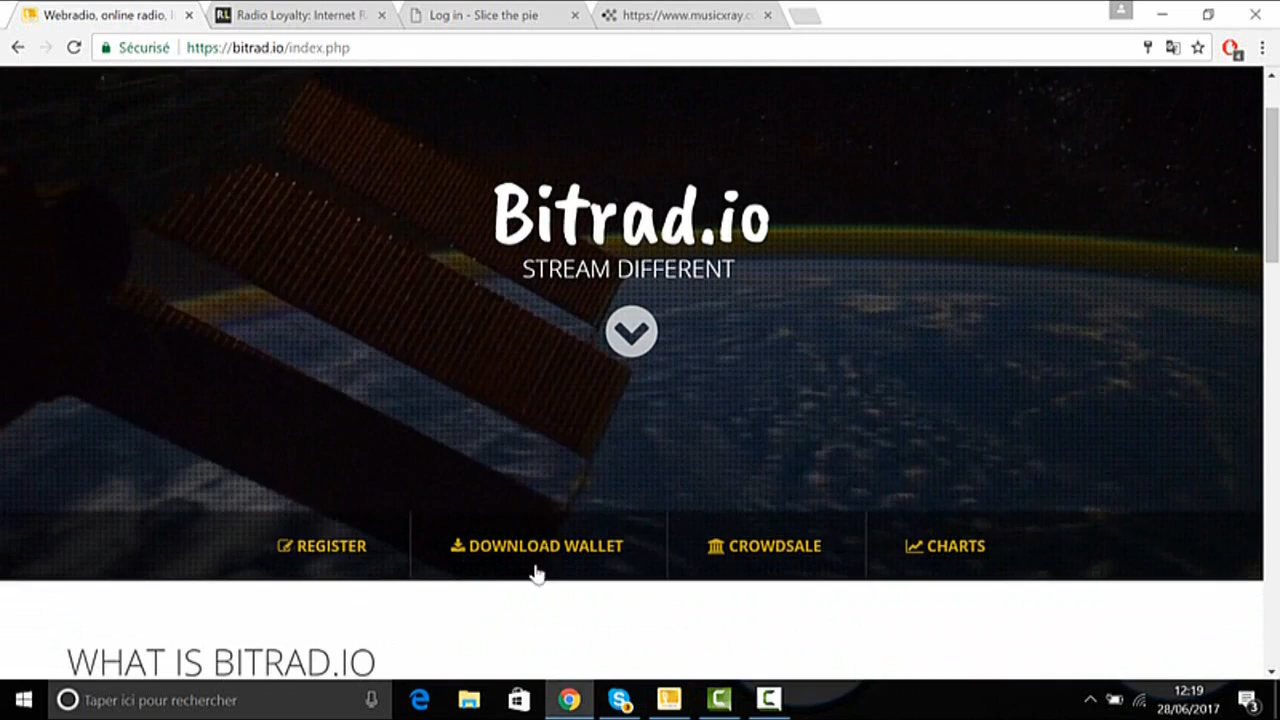 Webradio, online radio, I
Radio Loyalty: Internet R
Log in - Slice the pie
https://www.musicxray.c
Sécurisé
https://bitrad.io/index.php
4
Bitrad.io
STREAM DIFFERENT
REGISTER
DOWNLOAD WALLET
CROWDSALE
CHARTS
WHAT IS BITRAD.IO
Taper ici pour rechercher
12:19
28/06/2017
3